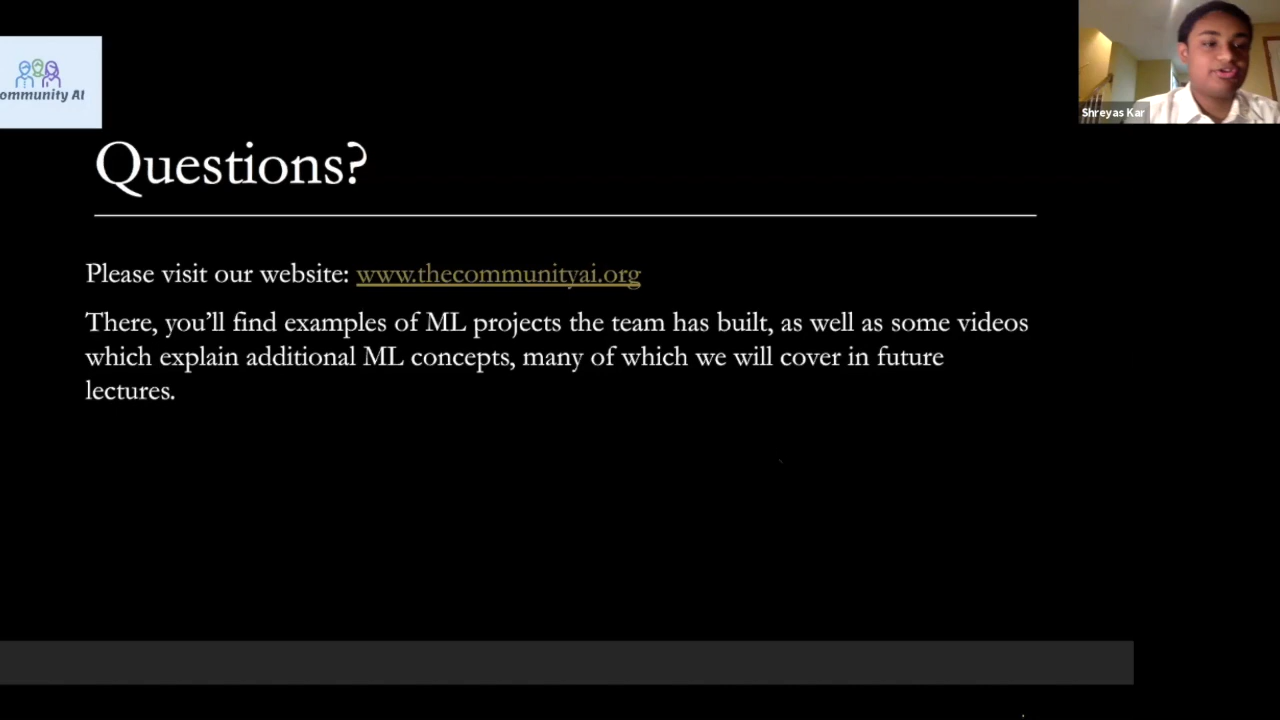 ommunity AI
Shreyas Kar
Questions?
Please visit our website: www.thecommunityai.org
There, you’ll find examples of ML projects the team has built, as well as some videos
which explain additional ML concepts, many of which we will cover in future
lectures.